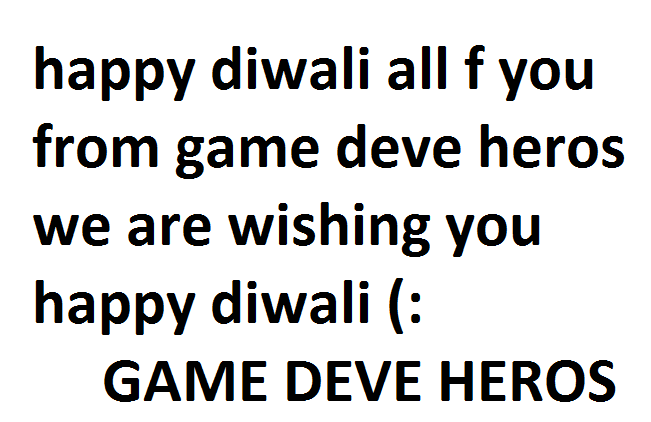 happy diwali all f you
from game deve heros
we are wishing you
happy diwali (:
GAME DEVE HEROS